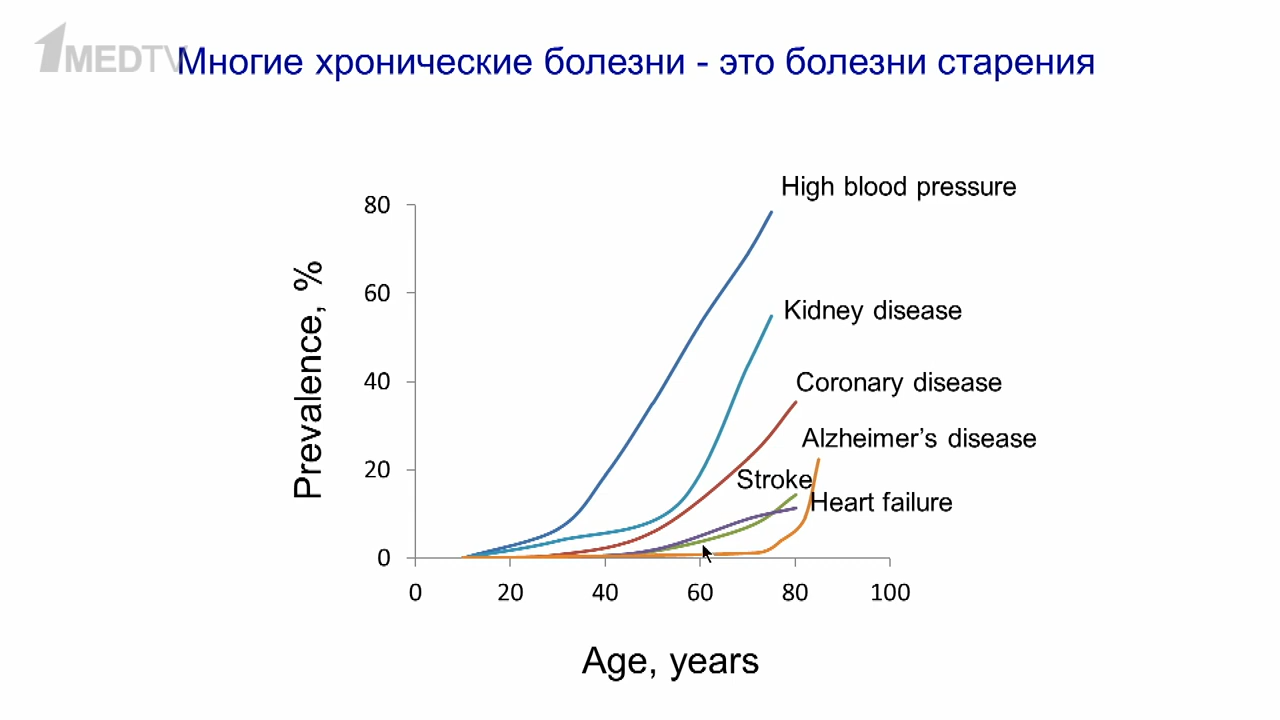 1MEDTV
Многие хронические болезни - это болезни старения
High blood pressure
80
Kidney disease
60
Coronary disease
40
Alzheimer’s disease
Stroke
20
Heart failure
0
Prevalence, %
0 20 40 60 80 100
Age, years